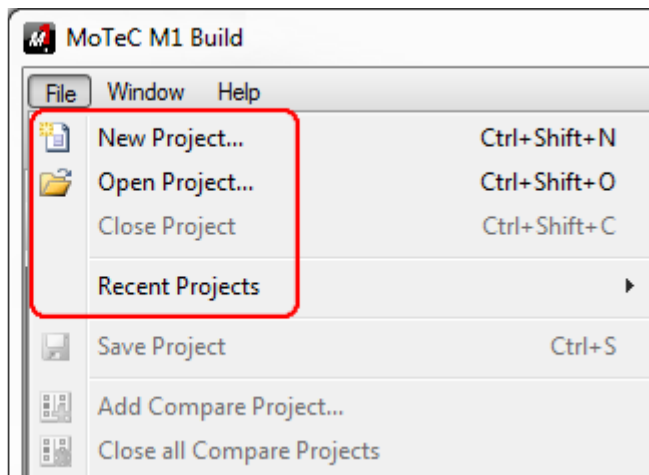 MoTeC M1 Build
File Window Help
New Project... Ctrl+Shift+N
Open Project... Ctrl+Shift+O
Close Project Ctrl+Shift+C
Recent Projects
Save Project Ctrl+S
Add Compare Project...
Close all Compare Projects